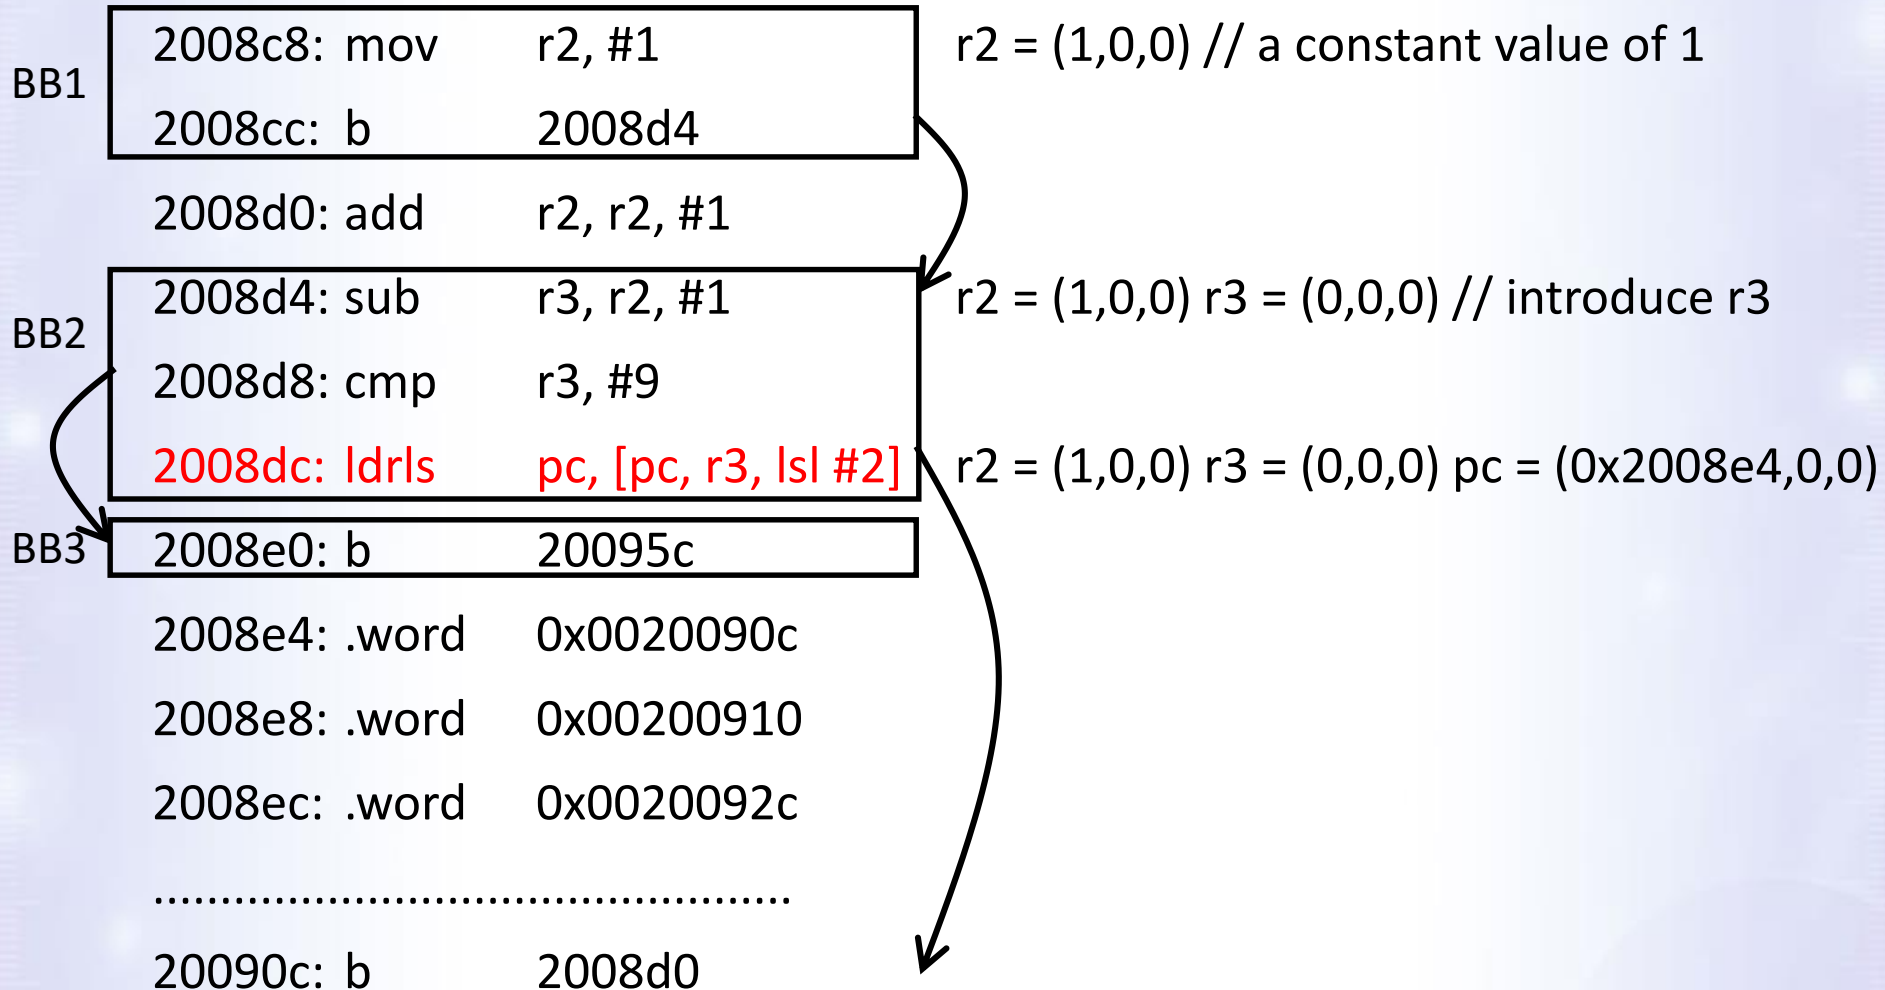 2008c8: mov r2, #1 r2 = (1,0,0) // a constant value of 1
BB1
2008cc: b 2008d4
2008d0: add r2, r2, #1
2008d4: sub r3, r2, #1 r2 = (1,0,0) r3 = (0,0,0) // introduce r3
BB2
2008d8: cmp r3, #9
2008dc: ldrls pc, [pc, r3, lsl #2] r2 = (1,0,0) r3 = (0,0,0) pc = (0x2008e4,0,0)
BB3 2008e0: b 20095c
2008e4: .word 0x0020090c
2008e8: .word 0x00200910
2008ec: .word 0x0020092c
................................................
20090c: b 2008d0